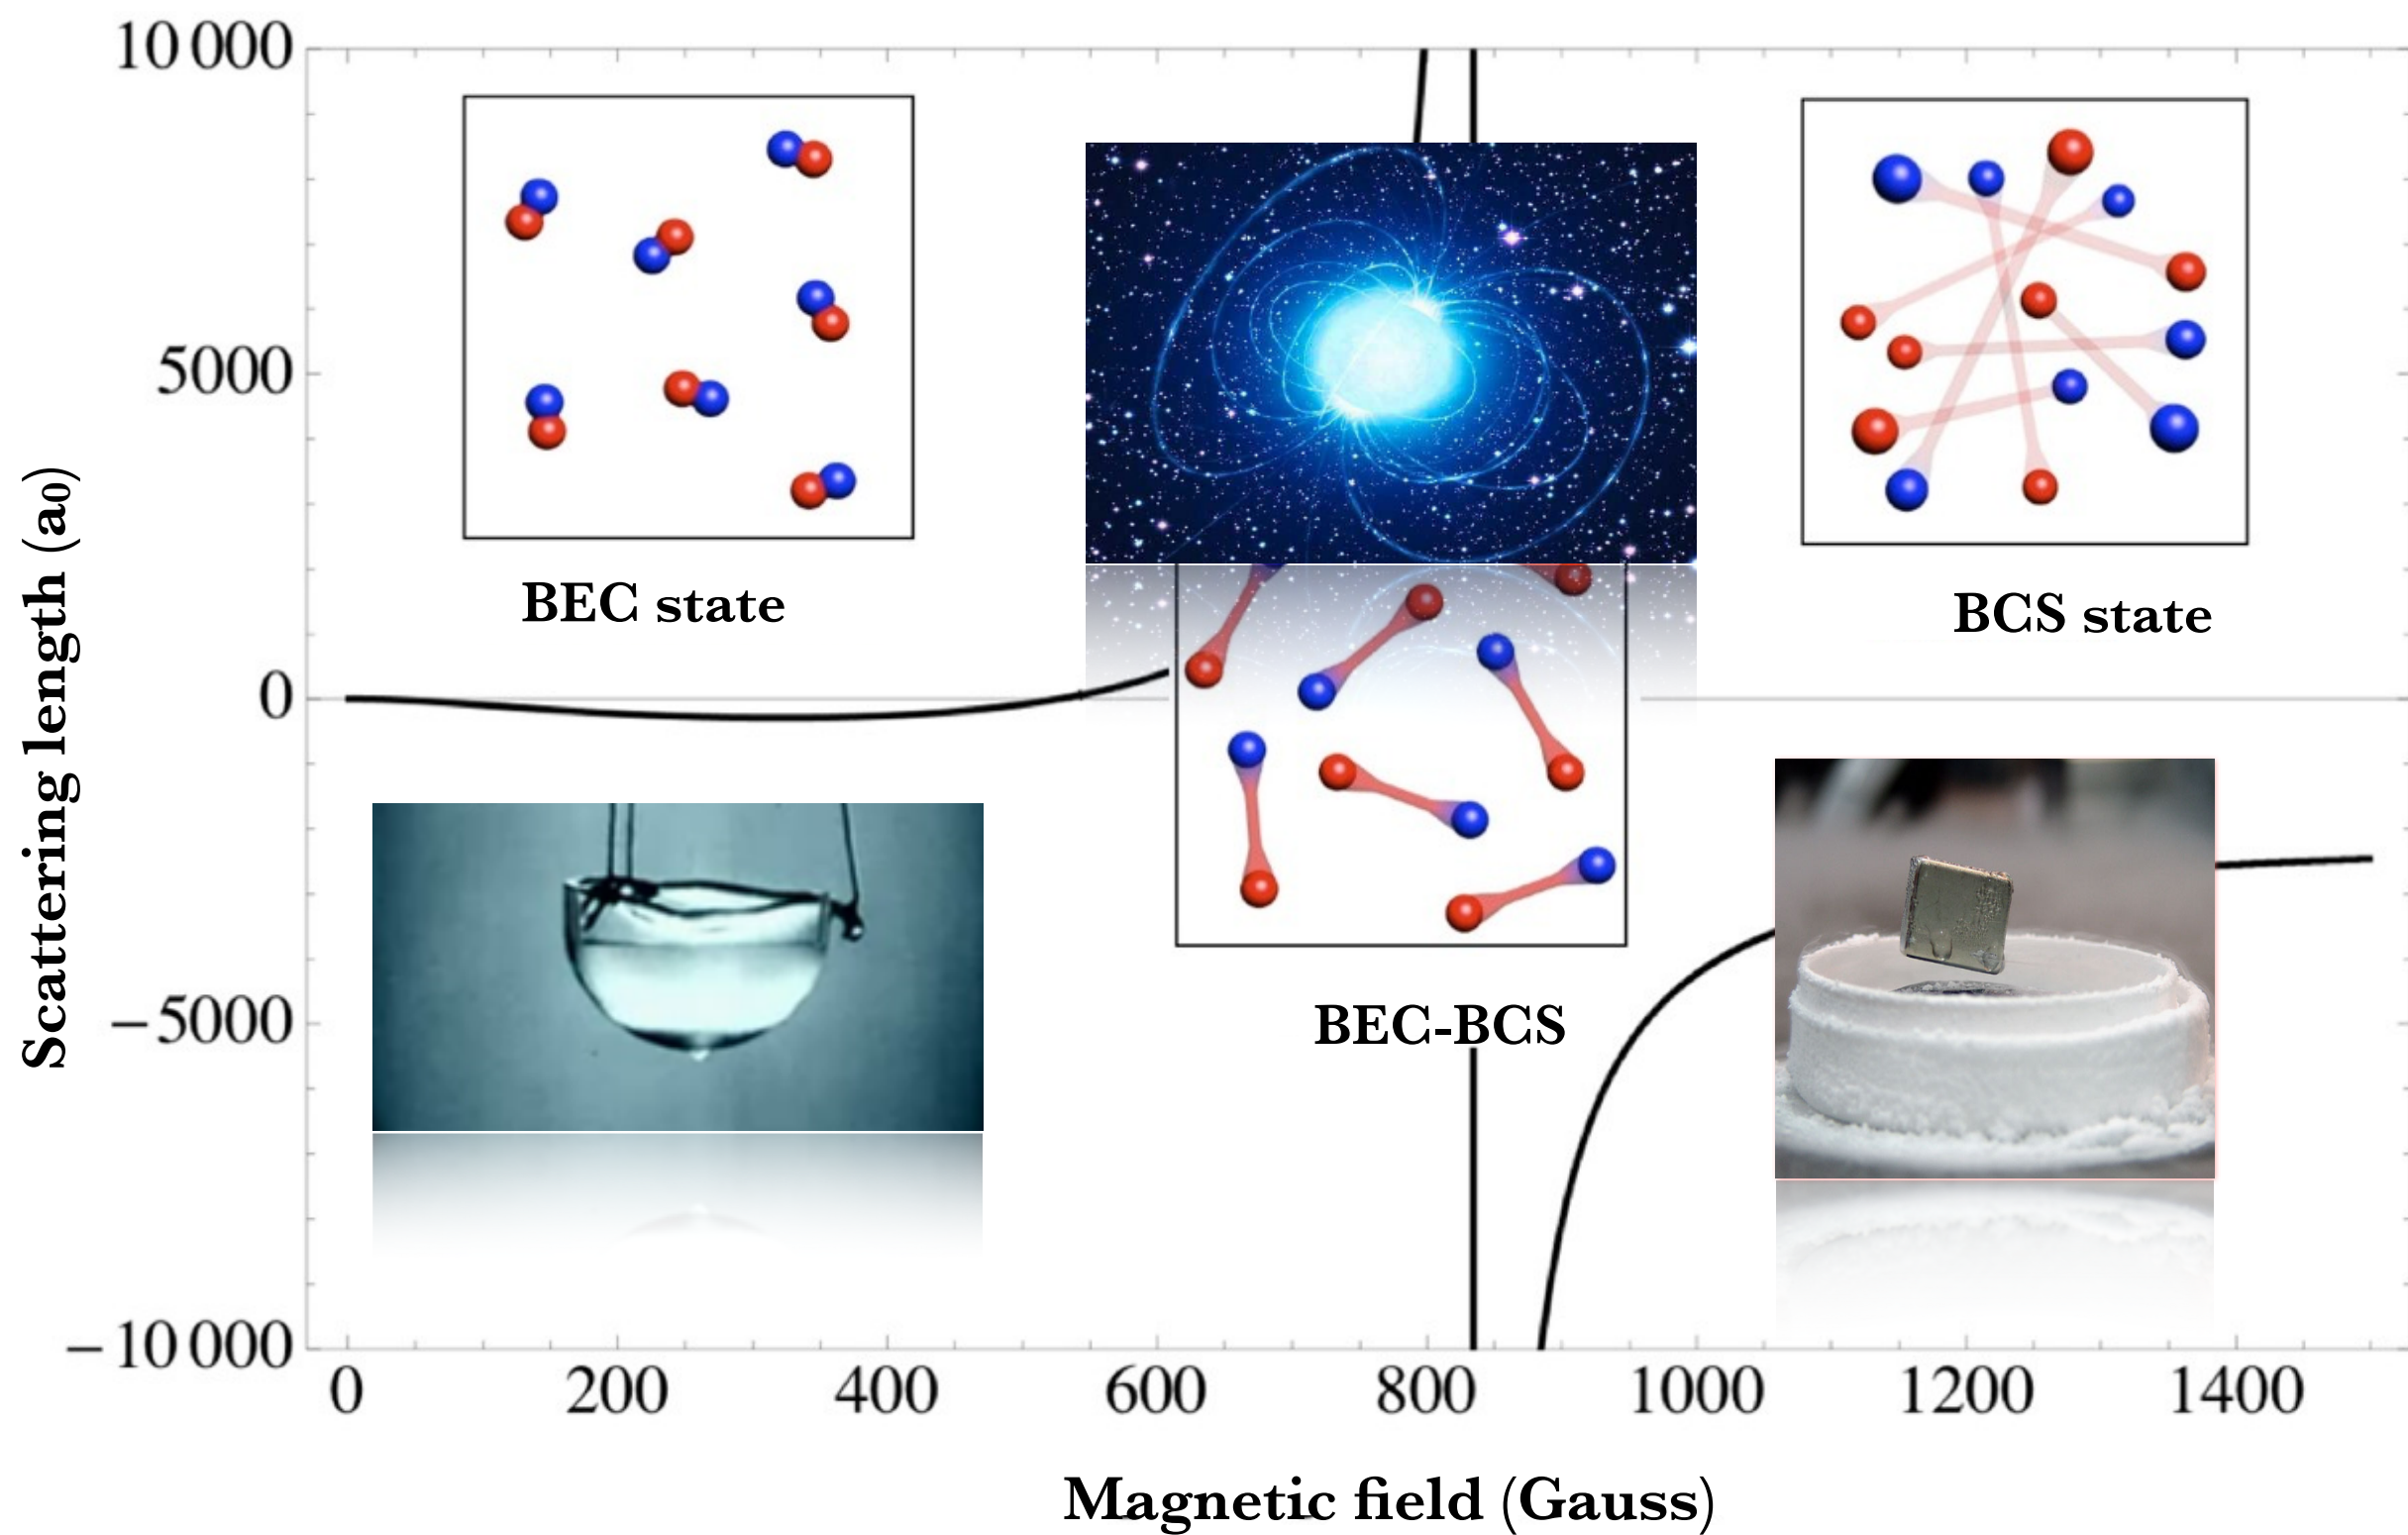 10 000
5000
0
−5000
−10 000
Scattering length (a₀)
BEC state
BCS state
BEC-BCS
0 200 400 600 800 1000 1200 1400
Magnetic field (Gauss)